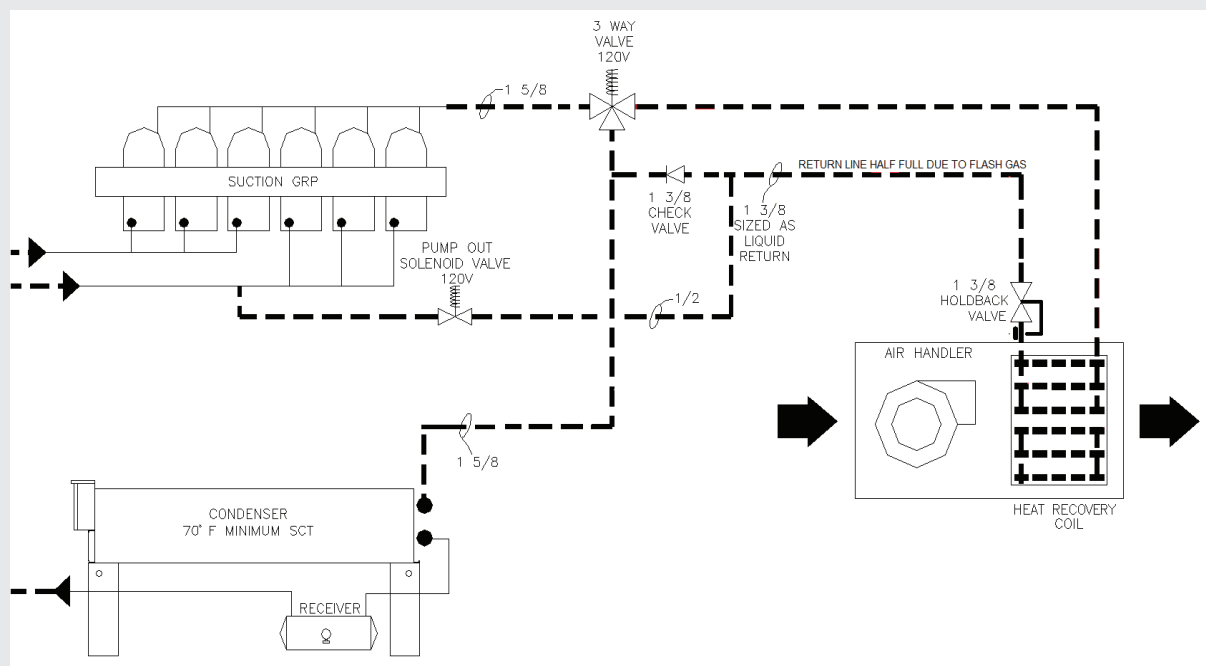 3 WAY
VALVE
120V
1 5/8
SUCTION GRP
RETURN LINE HALF FULL DUE TO FLASH GAS
1 3/8
CHECK
VALVE
1 3/8
SIZED AS
LIQUID
RETURN
PUMP OUT
SOLENOID VALVE
120V
1/2
1 3/8
HOLDBACK
VALVE
AIR HANDLER
1 5/8
CONDENSER
70° F MINIMUM SCT
HEAT RECOVERY
COIL
RECEIVER